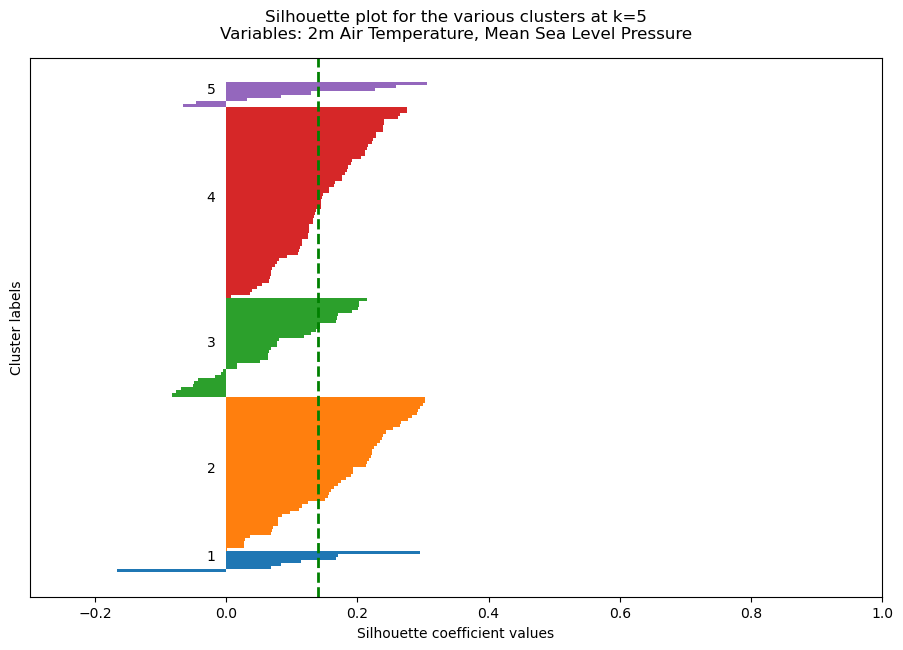 Silhouette plot for the various clusters at k=5
Variables: 2m Air Temperature, Mean Sea Level Pressure
Cluster labels
5
4
3
2
1
−0.2 0.0 0.2 0.4 0.6 0.8 1.0
Silhouette coefficient values